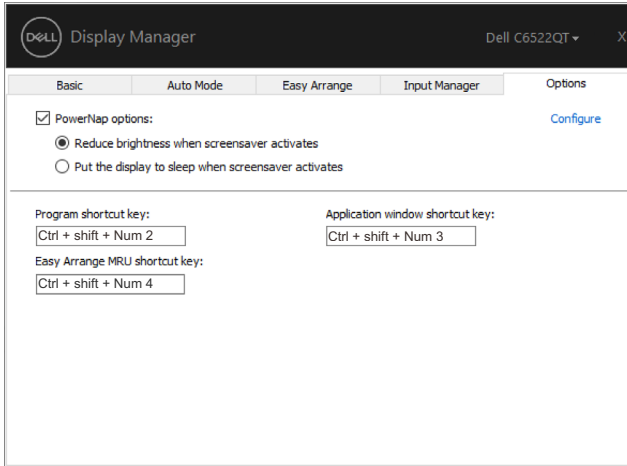 DELL Display Manager Dell C6522QT X
Basic Auto Mode Easy Arrange Input Manager Options
PowerNap options: Configure
Reduce brightness when screensaver activates
Put the display to sleep when screensaver activates
Program shortcut key: Application window shortcut key:
Ctrl + shift + Num 2 Ctrl + shift + Num 3
Easy Arrange MRU shortcut key:
Ctrl + shift + Num 4